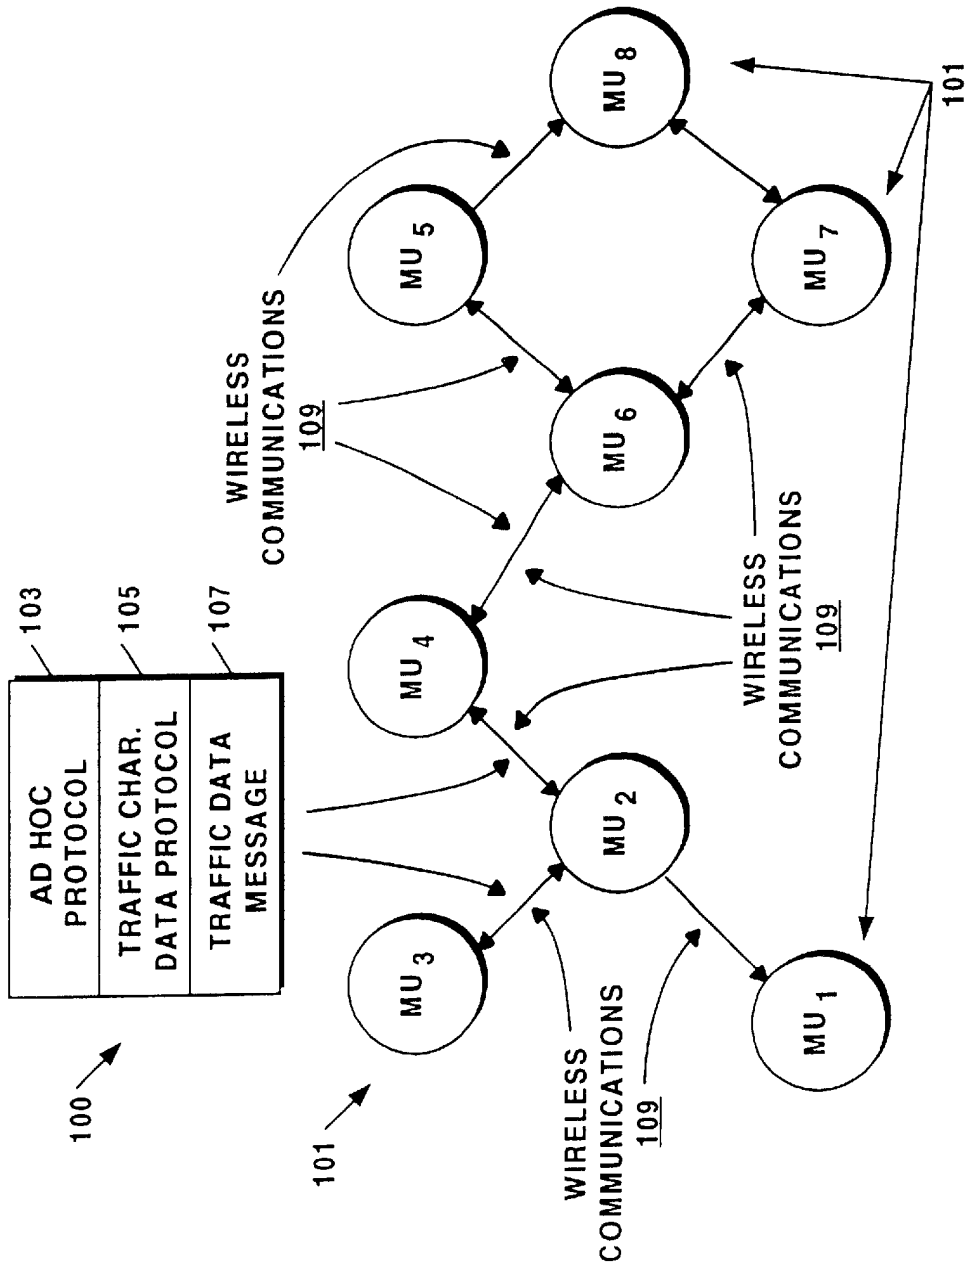 100
AD HOC
PROTOCOL
103
TRAFFIC CHAR.
DATA PROTOCOL
105
TRAFFIC DATA
MESSAGE
107
WIRELESS
COMMUNICATIONS
109
101
MU 3
MU 4
MU 5
MU 2
MU 6
MU 8
WIRELESS
COMMUNICATIONS
109
WIRELESS
COMMUNICATIONS
109
MU 1
MU 7
101